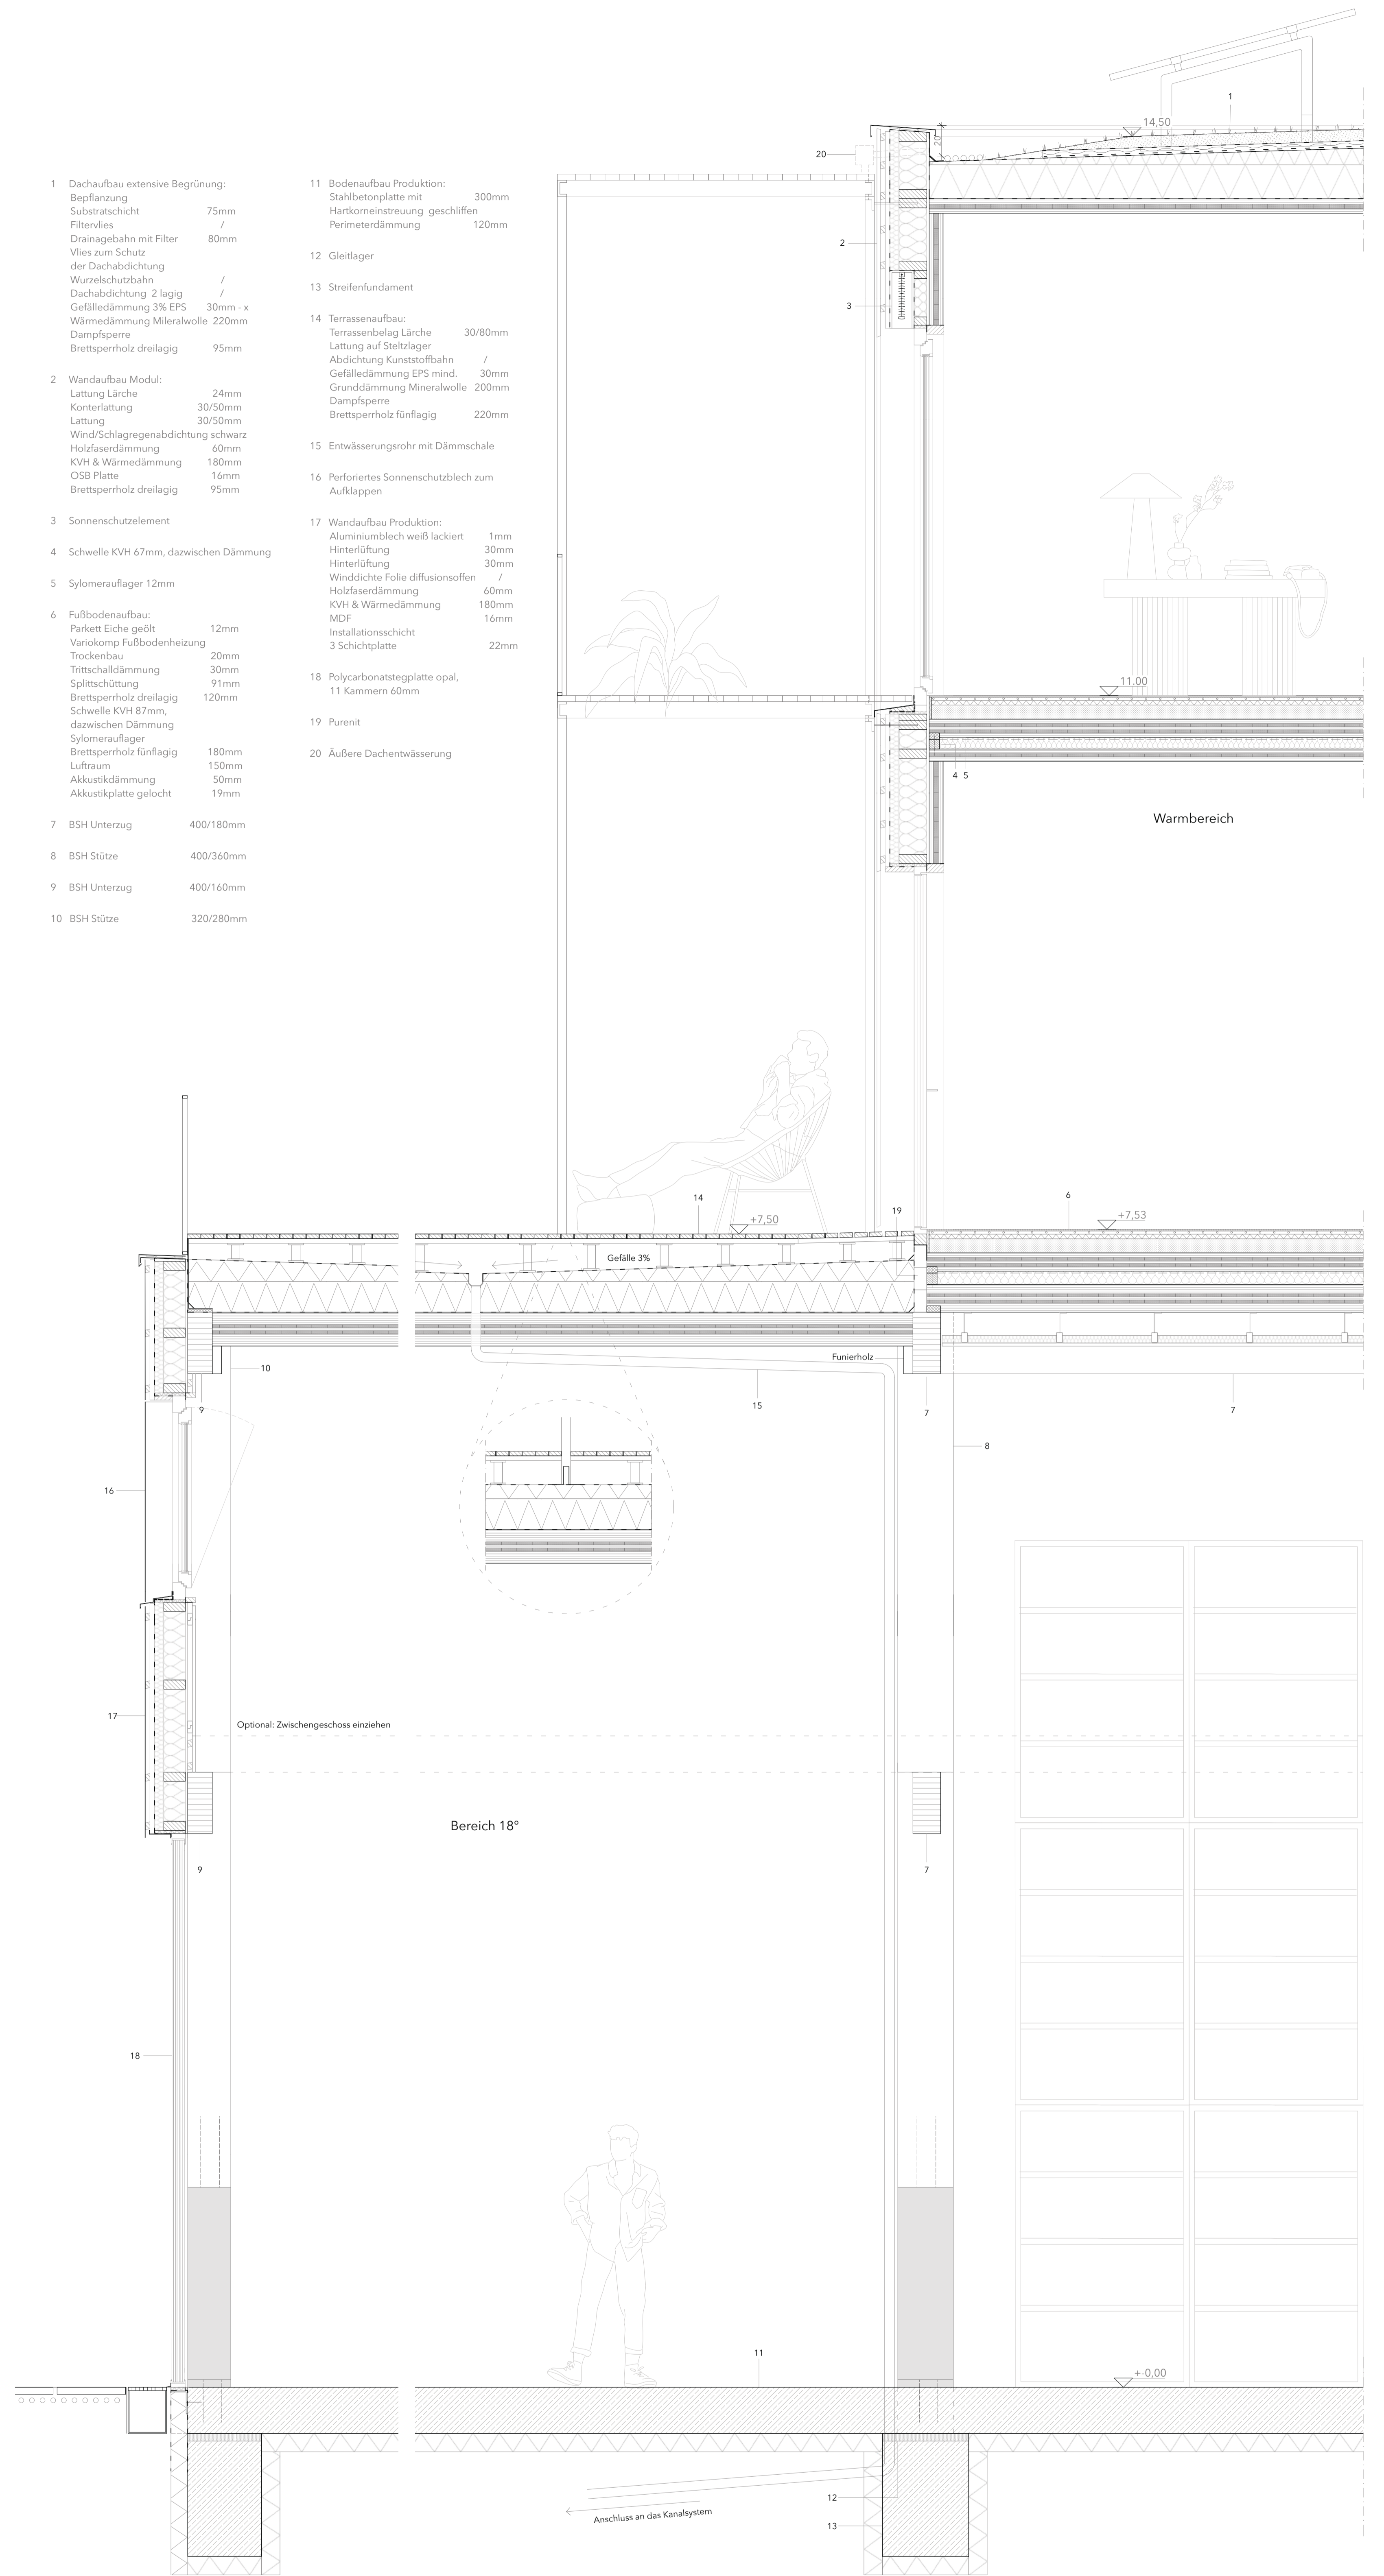 1 Dachaufbau extensive Begrünung:
Bepflanzung
Substratschicht 75mm
Filtervlies /
Drainagebahn mit Filter 80mm
Vlies zum Schutz
der Dachabdichtung
Wurzelschutzbahn /
Dachabdichtung 2 lagig /
Gefälledämmung 3% EPS 30mm - x
Wärmedämmung Mileralwolle 220mm
Dampfsperre
Brettsperrholz dreilagig 95mm
2 Wandaufbau Modul:
Lattung Lärche 24mm
Konterlattung 30/50mm
Lattung 30/50mm
Wind/Schlagregenabdichtung schwarz
Holzfaserdämmung 60mm
KVH & Wärmedämmung 180mm
OSB Platte 16mm
Brettsperrholz dreilagig 95mm
3 Sonnenschutzelement
4 Schwelle KVH 67mm, dazwischen Dämmung
5 Sylomerauflager 12mm
6 Fußbodenaufbau:
Parkett Eiche geölt 12mm
Variokomp Fußbodenheizung
Trockenbau 20mm
Trittschalldämmung 30mm
Splittschüttung 91mm
Brettsperrholz dreilagig 120mm
Schwelle KVH 87mm,
dazwischen Dämmung
Sylomerauflager
Brettsperrholz fünflagig 180mm
Luftraum 150mm
Akkustikdämmung 50mm
Akkustikplatte gelocht 19mm
7 BSH Unterzug 400/180mm
8 BSH Stütze 400/360mm
9 BSH Unterzug 400/160mm
10 BSH Stütze 320/280mm
11 Bodenaufbau Produktion:
Stahlbetonplatte mit 300mm
Hartkorneinstreuung geschliffen
Perimeterdämmung 120mm
12 Gleitlager
13 Streifenfundament
14 Terrassenaufbau:
Terrassenbelag Lärche 30/80mm
Lattung auf Steltzlager
Abdichtung Kunststoffbahn /
Gefälledämmung EPS mind. 30mm
Grunddämmung Mineralwolle 200mm
Dampfsperre
Brettsperrholz fünflagig 220mm
15 Entwässerungsrohr mit Dämmschale
16 Perforiertes Sonnenschutzblech zum
Aufklappen
17 Wandaufbau Produktion:
Aluminiumblech weiß lackiert 1mm
Hinterlüftung 30mm
Hinterlüftung 30mm
Winddichte Folie diffusionsoffen /
Holzfaserdämmung 60mm
KVH & Wärmedämmung 180mm
MDF 16mm
Installationsschicht
3 Schichtplatte 22mm
18 Polycarbonatstegplatte opal,
11 Kammern 60mm
19 Purenit
20 Äußere Dachentwässerung
1
14,50
20
20
2
3
11.00
4 5
Warmbereich
14
+7,50
19
6
+7,53
Gefälle 3%
10
Funierholz
9
15
7
7
8
16
17
Optional: Zwischengeschoss einziehen
Bereich 18°
9
7
18
11
+-0,00
12
Anschluss an das Kanalsystem
13